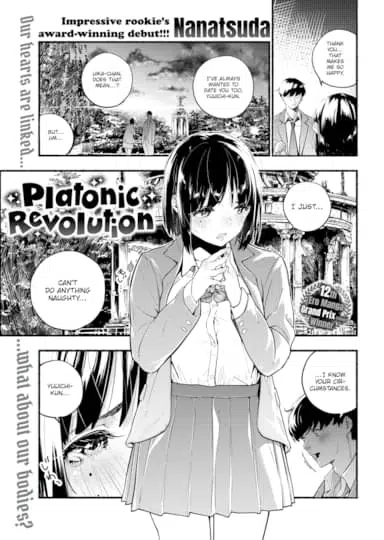 Impressive rookie's
award-winning debut!!!
Nanatsuda
Our hearts are linked...
THANK
YOU...
THAT
MAKES ME
SO HAPPY.
I'VE ALWAYS
WANTED
TO DATE
YOU TOO,
YUUICHI-KUN.
DOES THAT
MEAN...?
BUT...
UM...
Platonic
Revolution
I JUST...
CAN'T
DO ANYTHING
NAUGHTY...
12th
Ero Manga
Grand Prix
Winner
YUUICHI-
KUN...
...I KNOW
YOUR CIR-
CUMSTANCES.
...what about our bodies?